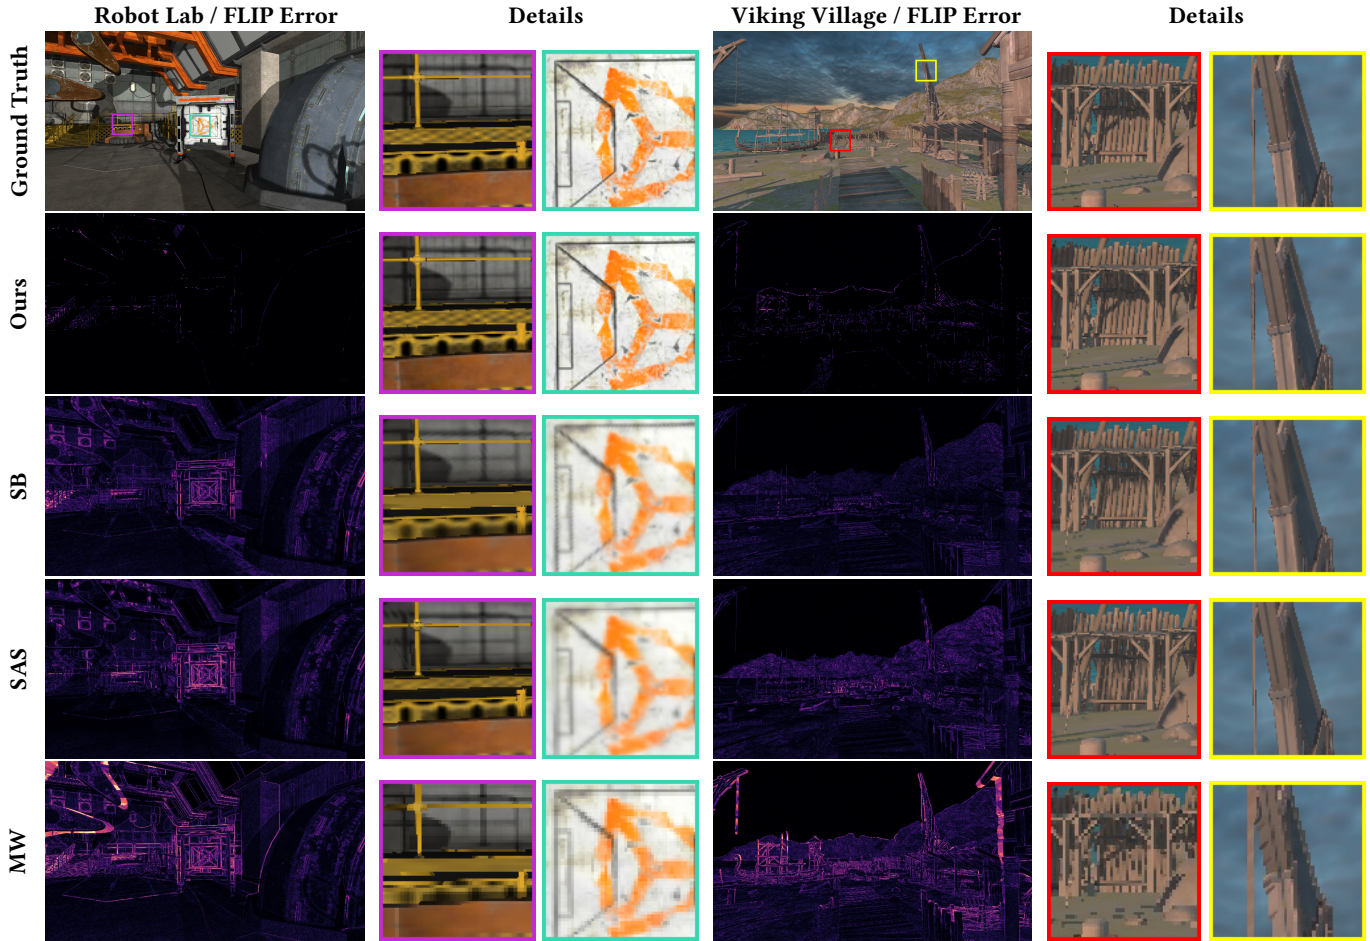 Robot Lab / FLIP Error
Details
Viking Village / FLIP Error
Details
Ground Truth
Ours
SB
SAS
MW